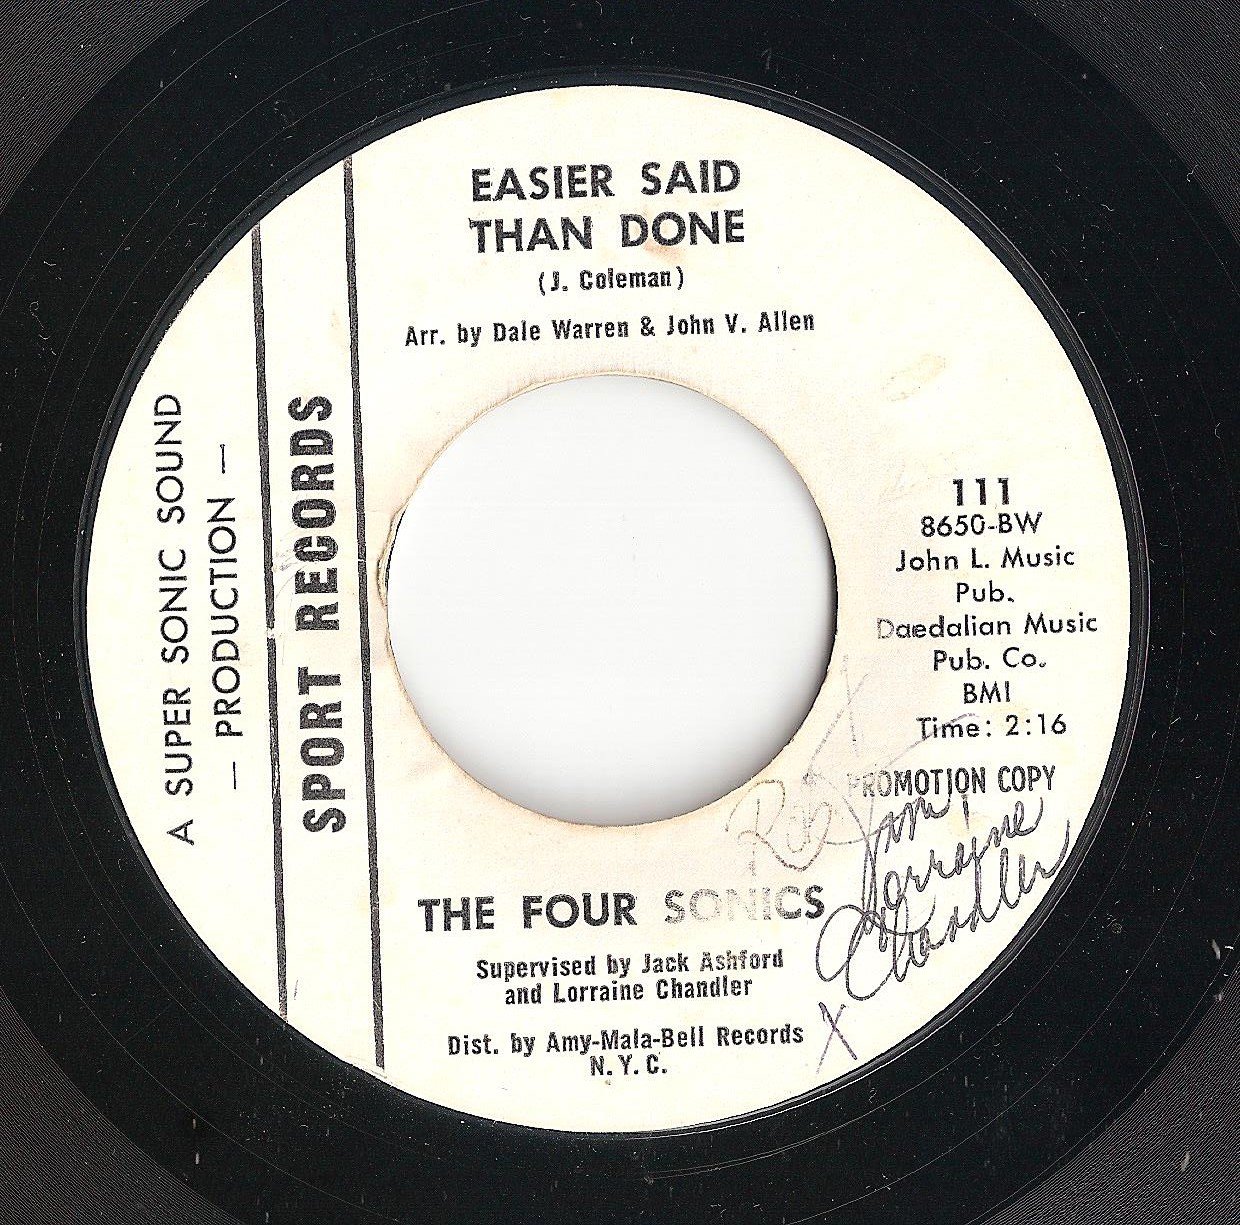 EASIER SAID
THAN DONE
(J. Coleman)
Arr. by Dale Warren & John V. Allen
A SUPER SONIC SOUND
— PRODUCTION —
SPORT RECORDS
111
8650-BW
John L. Music
Pub.
Daedalian Music
Pub. Co.
BMI
Time: 2:16
PROMOTION COPY
Rob
from
Lorraine
Chandler
X
THE FOUR SONICS
Supervised by Jack Ashford
and Lorraine Chandler
Dist. by Amy-Mala-Bell Records
N.Y.C.